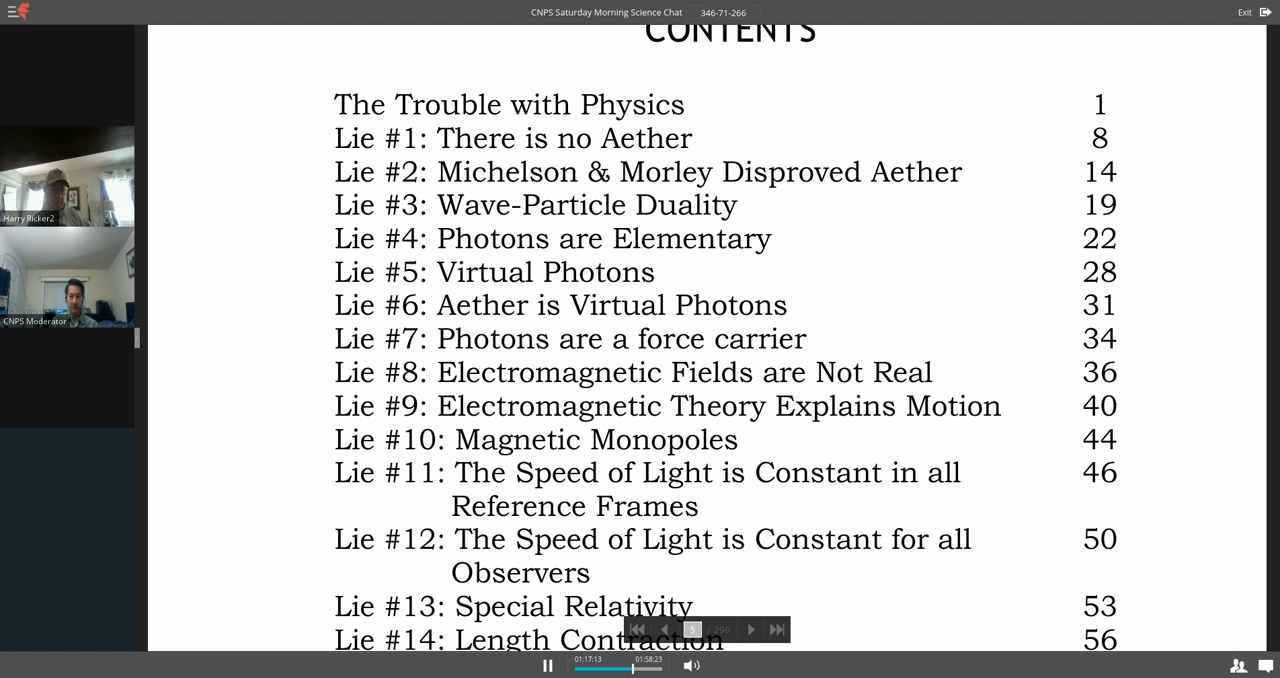 CNPS Saturday Morning Science Chat 346-71-266 Exit
CONTENTS
The Trouble with Physics 1
Lie #1: There is no Aether 8
Lie #2: Michelson & Morley Disproved Aether 14
Lie #3: Wave-Particle Duality 19
Lie #4: Photons are Elementary 22
Lie #5: Virtual Photons 28
Lie #6: Aether is Virtual Photons 31
Lie #7: Photons are a force carrier 34
Lie #8: Electromagnetic Fields are Not Real 36
Lie #9: Electromagnetic Theory Explains Motion 40
Lie #10: Magnetic Monopoles 44
Lie #11: The Speed of Light is Constant in all 46
Reference Frames
Lie #12: The Speed of Light is Constant for all 50
Observers
Lie #13: Special Relativity 53
Lie #14: Length Contraction 56
Harry Ricker2
CNPS Moderator
5 / 290
01:17:13 01:58:23